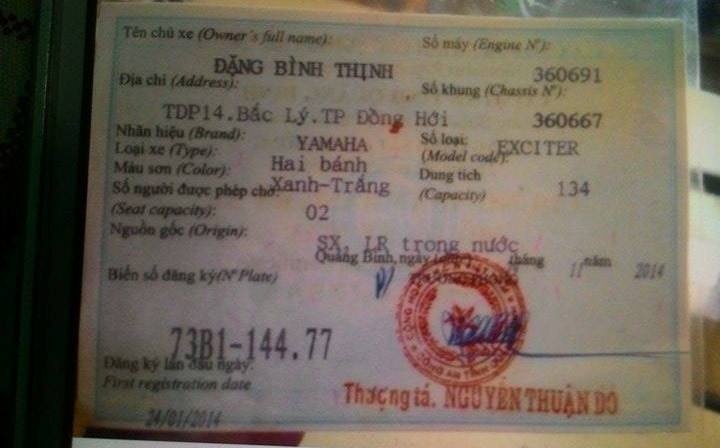 Tên chủ xe (Owner's full name):
Số máy (Engine Nº):
ĐẶNG BÌNH THỊNH
360691
Địa chỉ (Address):
Số khung (Chassis Nº):
TDP14.Bắc Lý.TP Đồng Hới
360667
Nhãn hiệu (Brand):
YAMAHA
Số loại:
(Model code):
EXCITER
Loại xe (Type):
Hai bánh
Màu sơn (Color):
Xanh-Trắng
Dung tích
(Capacity)
134
Số người được phép chở:
(Seat capacity):
02
Nguồn gốc (Origin):
SX, LR trong nước
Quảng Bình, ngày tháng 11 năm 2014
Biển số đăng ký(Nº Plate)
73B1-144.77
Đăng ký lần đầu ngày:
First registration date
24/01/2014
Thượng tá. NGUYỄN THUẬN DO